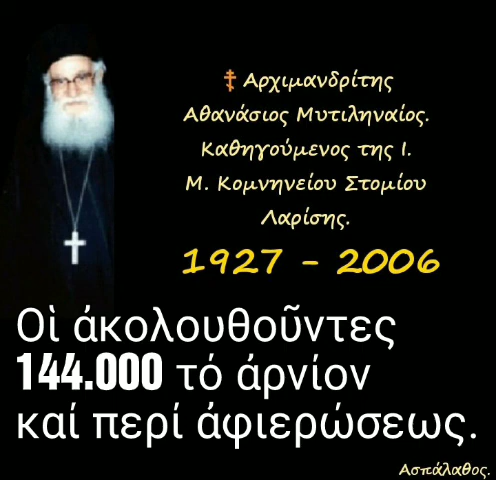 ‡ Αρχιμανδρίτης
Αθανάσιος Μυτιληναίος.
Καθηγούμενος της Ι.
Μ. Κομνηνείου Στομίου
Λαρίσης.
1927 - 2006
Οἱ ἀκολουθοῦντες
144.000 τό ἀρνίον
καί περί ἀφιερώσεως.
Ασπάλαθος.